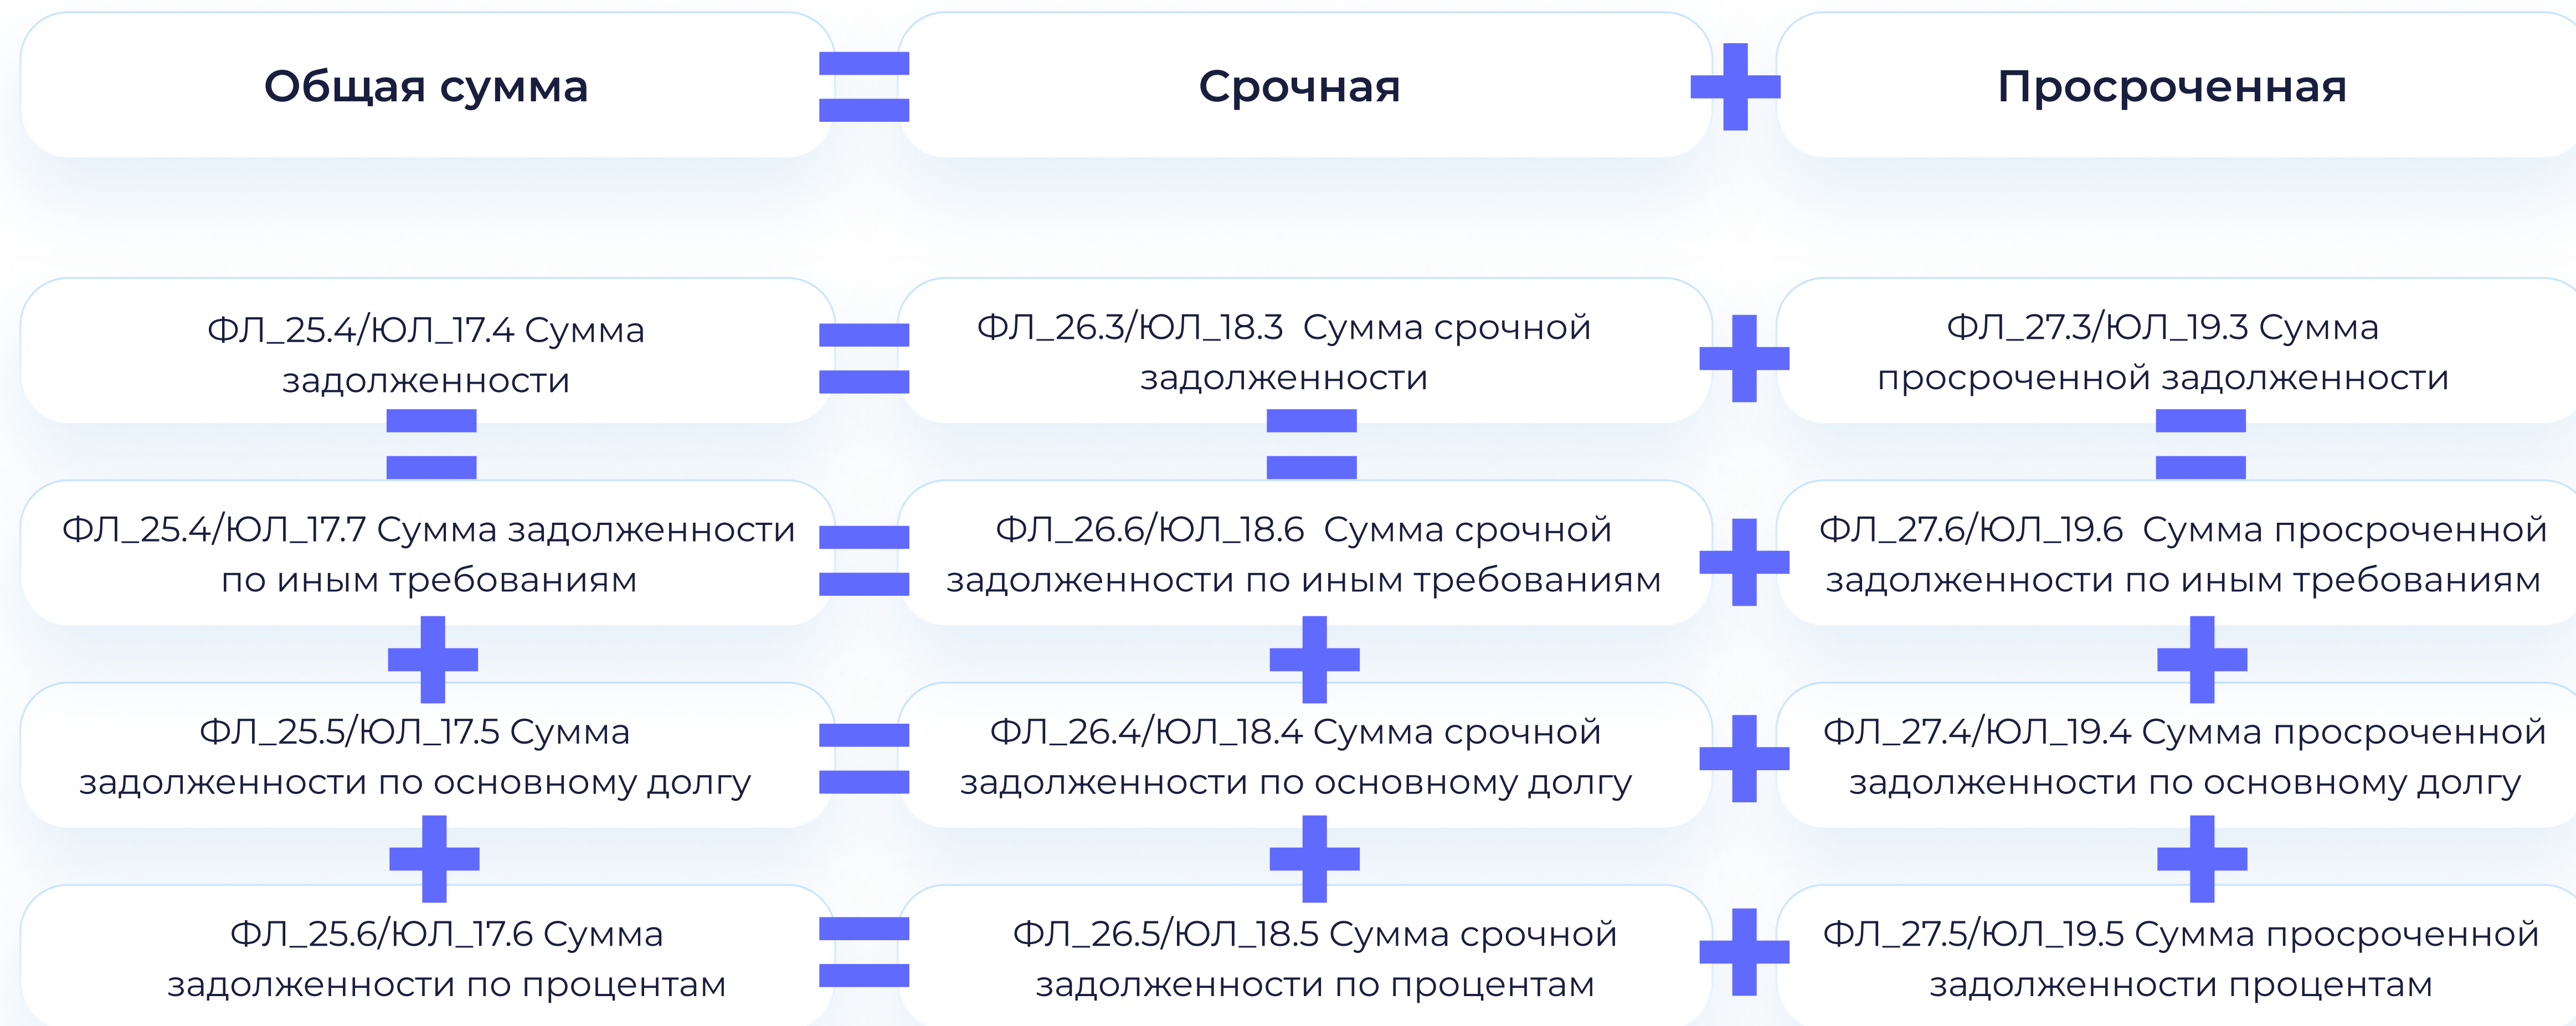 Общая сумма
Срочная
Просроченная
ФЛ_25.4/ЮЛ_17.4 Сумма
задолженности
ФЛ_26.3/ЮЛ_18.3 Сумма срочной
задолженности
ФЛ_27.3/ЮЛ_19.3 Сумма
просроченной задолженности
ФЛ_25.4/ЮЛ_17.7 Сумма задолженности
по иным требованиям
ФЛ_26.6/ЮЛ_18.6 Сумма срочной
задолженности по иным требованиям
ФЛ_27.6/ЮЛ_19.6 Сумма просроченной
задолженности по иным требованиям
ФЛ_25.5/ЮЛ_17.5 Сумма
задолженности по основному долгу
ФЛ_26.4/ЮЛ_18.4 Сумма срочной
задолженности по основному долгу
ФЛ_27.4/ЮЛ_19.4 Сумма просроченной
задолженности по основному долгу
ФЛ_25.6/ЮЛ_17.6 Сумма
задолженности по процентам
ФЛ_26.5/ЮЛ_18.5 Сумма срочной
задолженности по процентам
ФЛ_27.5/ЮЛ_19.5 Сумма просроченной
задолженности процентам